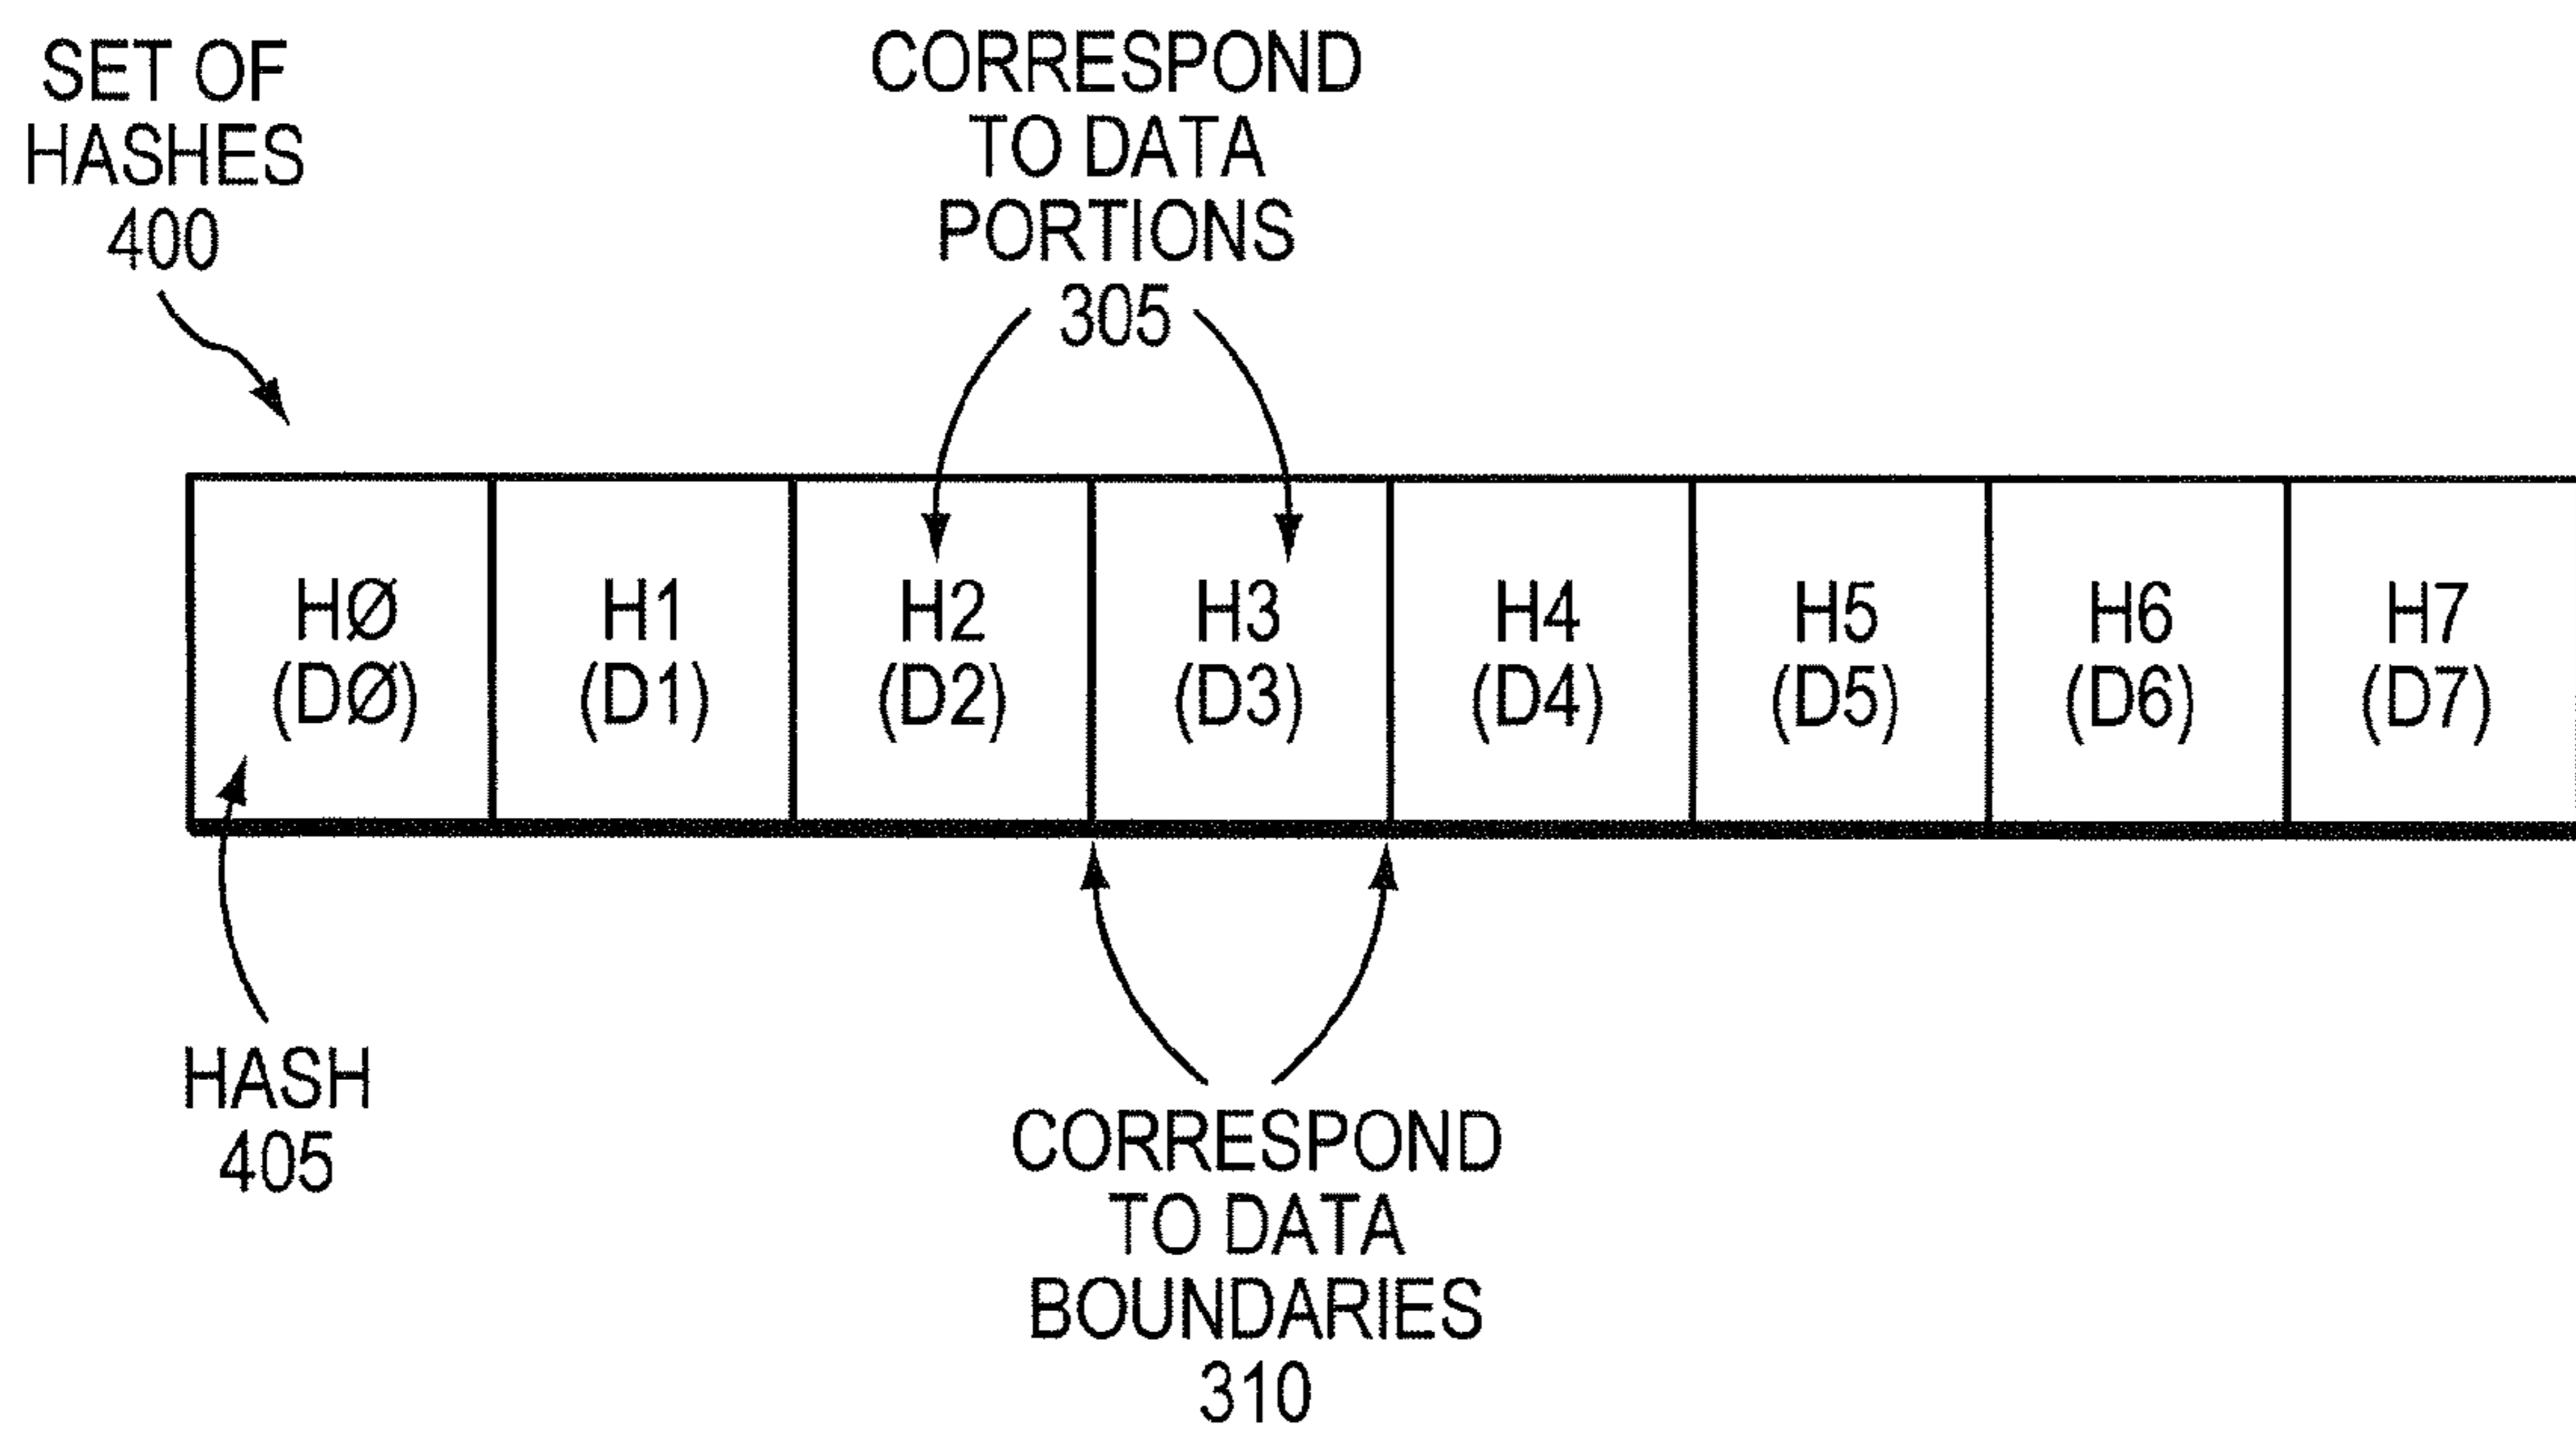 SET OF
HASHES
400
CORRESPOND
TO DATA
PORTIONS
305
HØ H1 H2 H3 H4 H5 H6 H7
(DØ) (D1) (D2) (D3) (D4) (D5) (D6) (D7)
HASH
405
CORRESPOND
TO DATA
BOUNDARIES
310